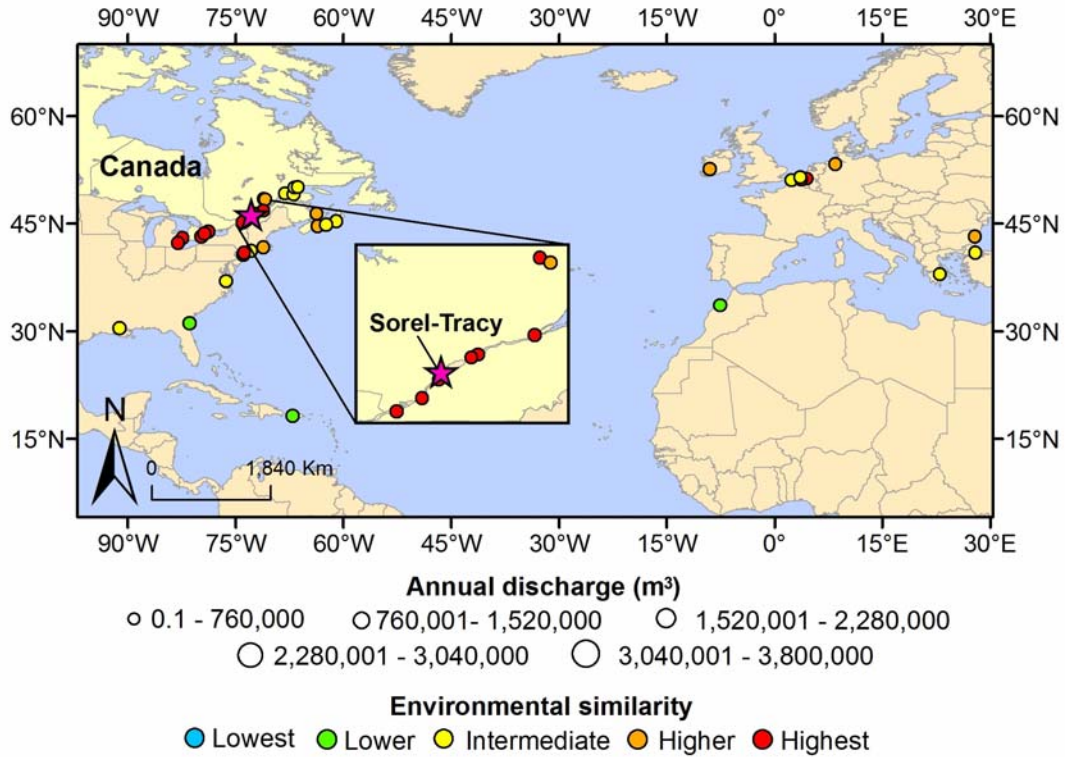 90°W 75°W 60°W 45°W 30°W 15°W 0° 15°E 30°E
60°N 60°N
Canada
45°N 45°N
Sorel-Tracy
30°N 30°N
N
15°N 15°N
0 1,840 Km
90°W 75°W 60°W 45°W 30°W 15°W 0° 15°E 30°E
Annual discharge (m³)
0.1 - 760,000 760,001- 1,520,000 1,520,001 - 2,280,000
2,280,001 - 3,040,000 3,040,001 - 3,800,000
Environmental similarity
Lowest Lower Intermediate Higher Highest